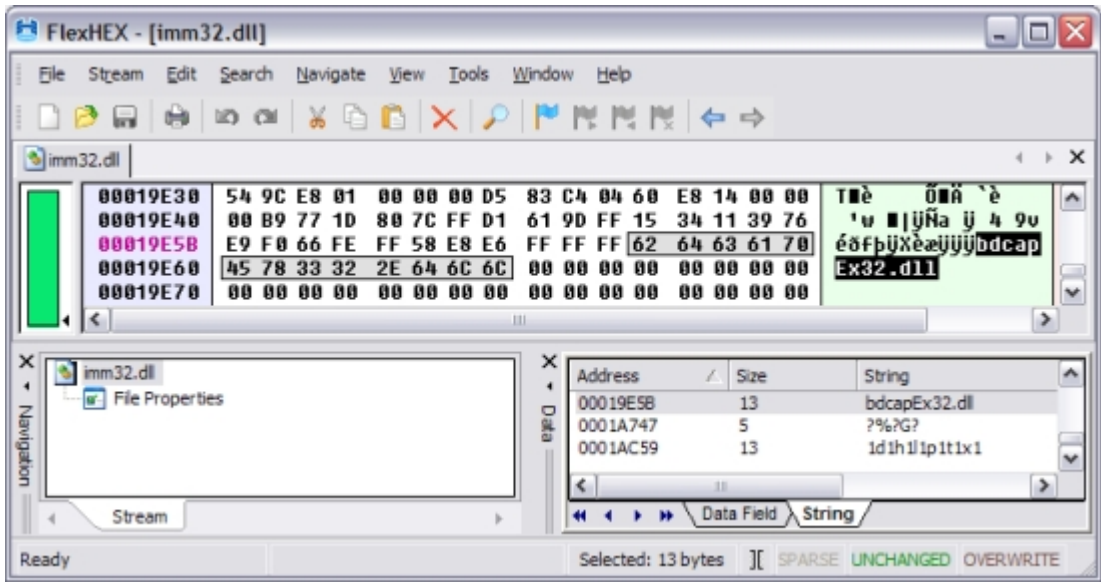 FlexHEX - [imm32.dll]
File Stream Edit Search Navigate View Tools Window Help
imm32.dll
00019E30 54 9C E8 01 00 00 00 D5 83 C4 04 60 E8 14 00 00 T■è Õ■Ä `è
00019E40 00 B9 77 1D 80 7C FF D1 61 9D FF 15 34 11 39 76 ¹w ■|ÿÑa ÿ 4 9v
00019E5B E9 F0 66 FE FF 58 E8 E6 FF FF FF 62 64 63 61 70 éðfþÿXèæÿÿÿbdcap
00019E60 45 78 33 32 2E 64 6C 6C 00 00 00 00 00 00 00 00 Ex32.dll
00019E70 00 00 00 00 00 00 00 00 00 00 00 00 00 00 00 00
imm32.dll
File Properties
Navigation
Stream
Data
Address Size String
00019E5B 13 bdcapEx32.dll
0001A747 5 ?%?G?
0001AC59 13 1d1h1l1p1t1x1
Data Field String
Ready Selected: 13 bytes ][ SPARSE UNCHANGED OVERWRITE